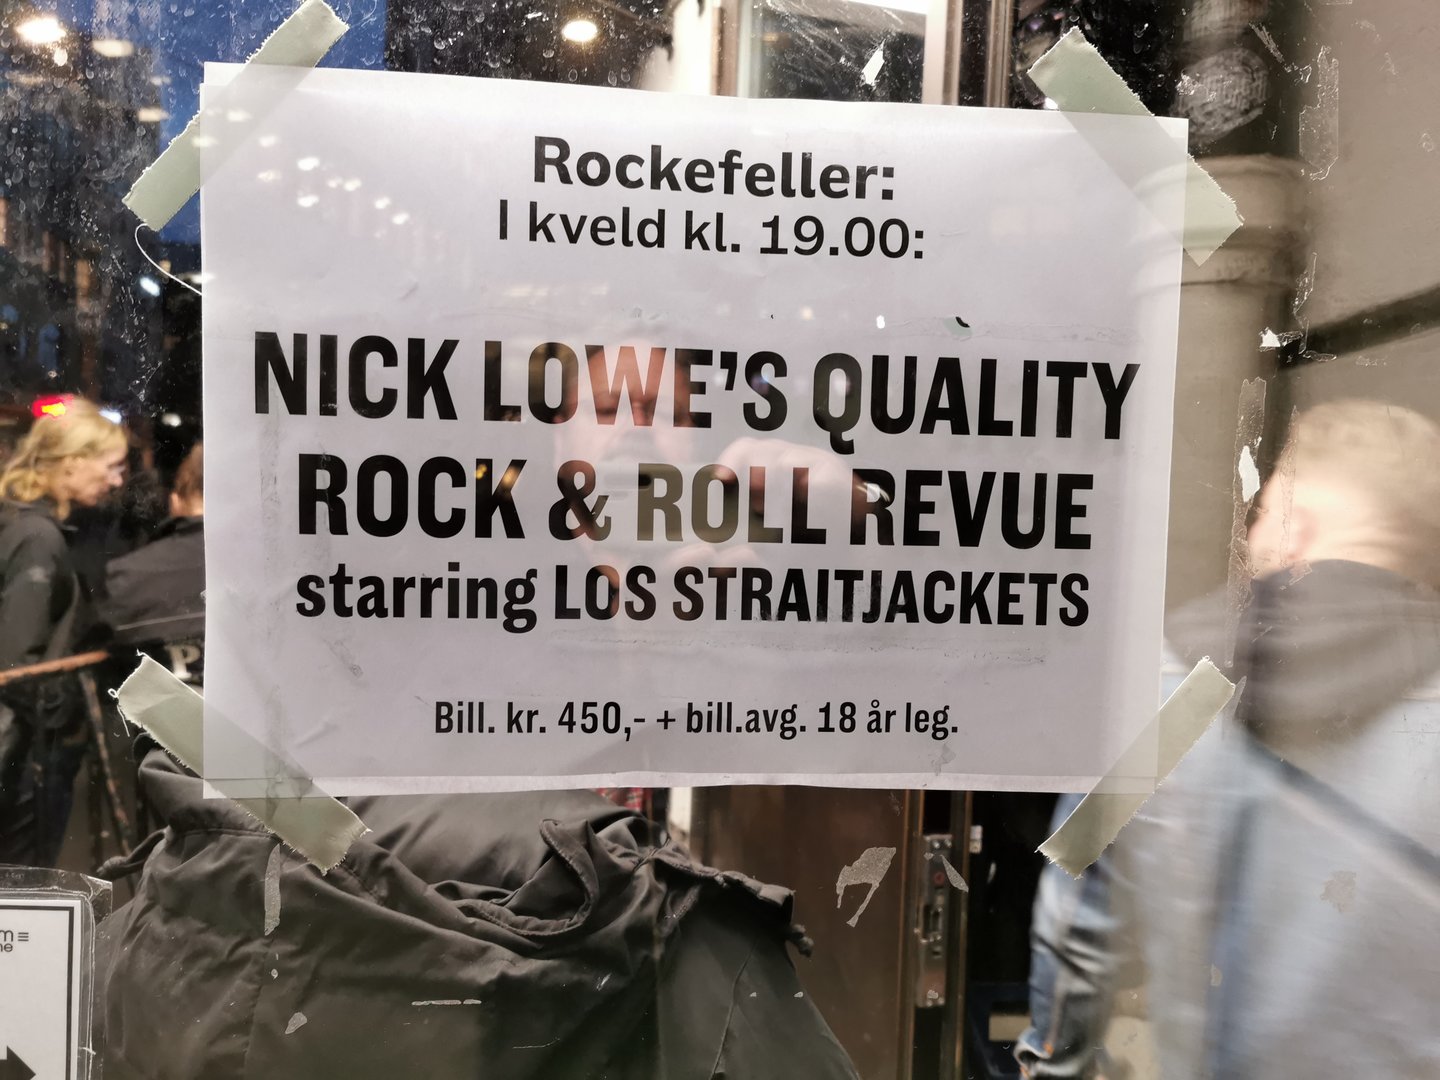 Rockefeller:
I kveld kl. 19.00:
NICK LOWE'S QUALITY
ROCK & ROLL REVUE
starring LOS STRAITJACKETS
Bill. kr. 450,- + bill.avg. 18 år leg.